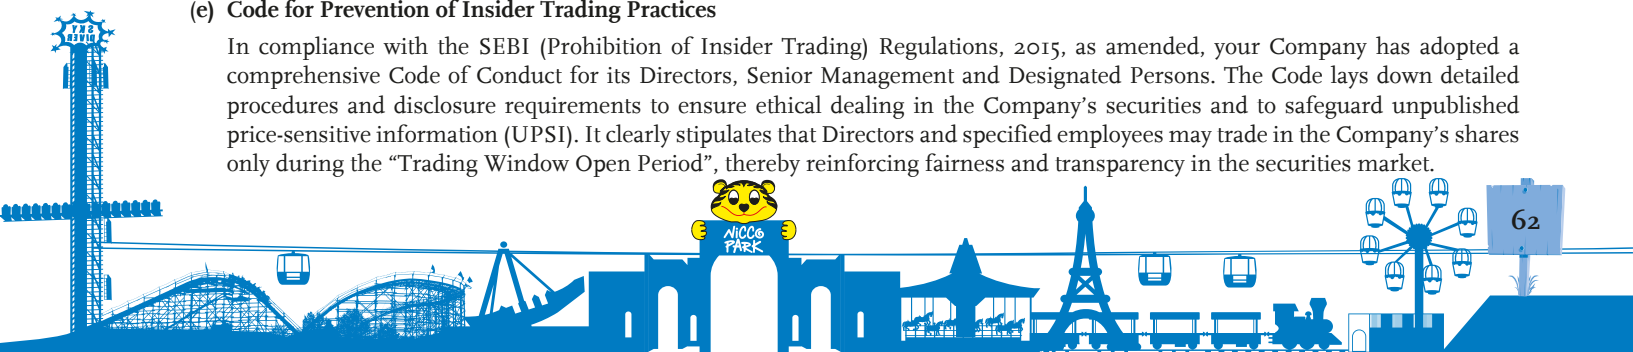 (e) Code for Prevention of Insider Trading Practices
In compliance with the SEBI (Prohibition of Insider Trading) Regulations, 2015, as amended, your Company has adopted a
comprehensive Code of Conduct for its Directors, Senior Management and Designated Persons. The Code lays down detailed
procedures and disclosure requirements to ensure ethical dealing in the Company’s securities and to safeguard unpublished
price-sensitive information (UPSI). It clearly stipulates that Directors and specified employees may trade in the Company’s shares
only during the “Trading Window Open Period”, thereby reinforcing fairness and transparency in the securities market.
SKY
DIVER
NiCCO
PARK
62